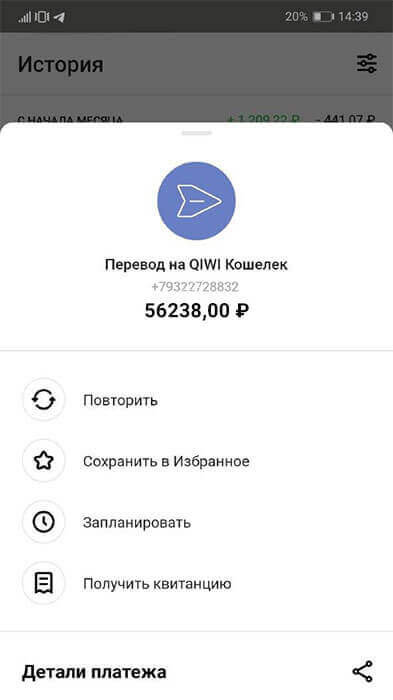 20% 14:39
История
С НАЧАЛА МЕСЯЦА + 1 209,22 ₽ - 441,07 ₽
Перевод на QIWI Кошелек
+79322728832
56238,00 ₽
Повторить
Сохранить в Избранное
Запланировать
Получить квитанцию
Детали платежа